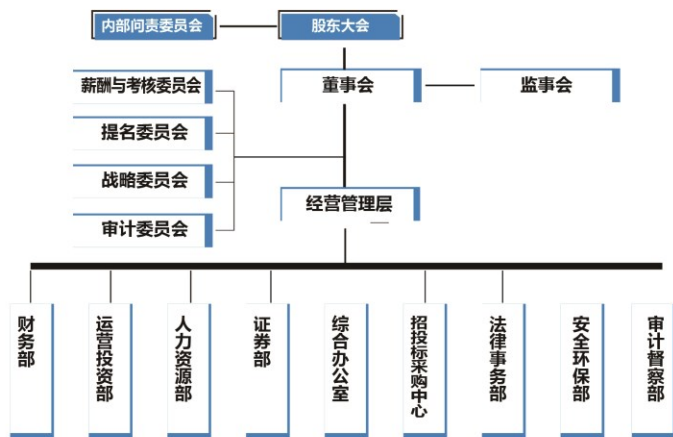 内部问责委员会
股东大会
薪酬与考核委员会
董事会
监事会
提名委员会
战略委员会
经营管理层
审计委员会
财务部
运营投资部
人力资源部
证券部
综合办公室
招投标采购中心
法律事务部
安全环保部
审计督察部